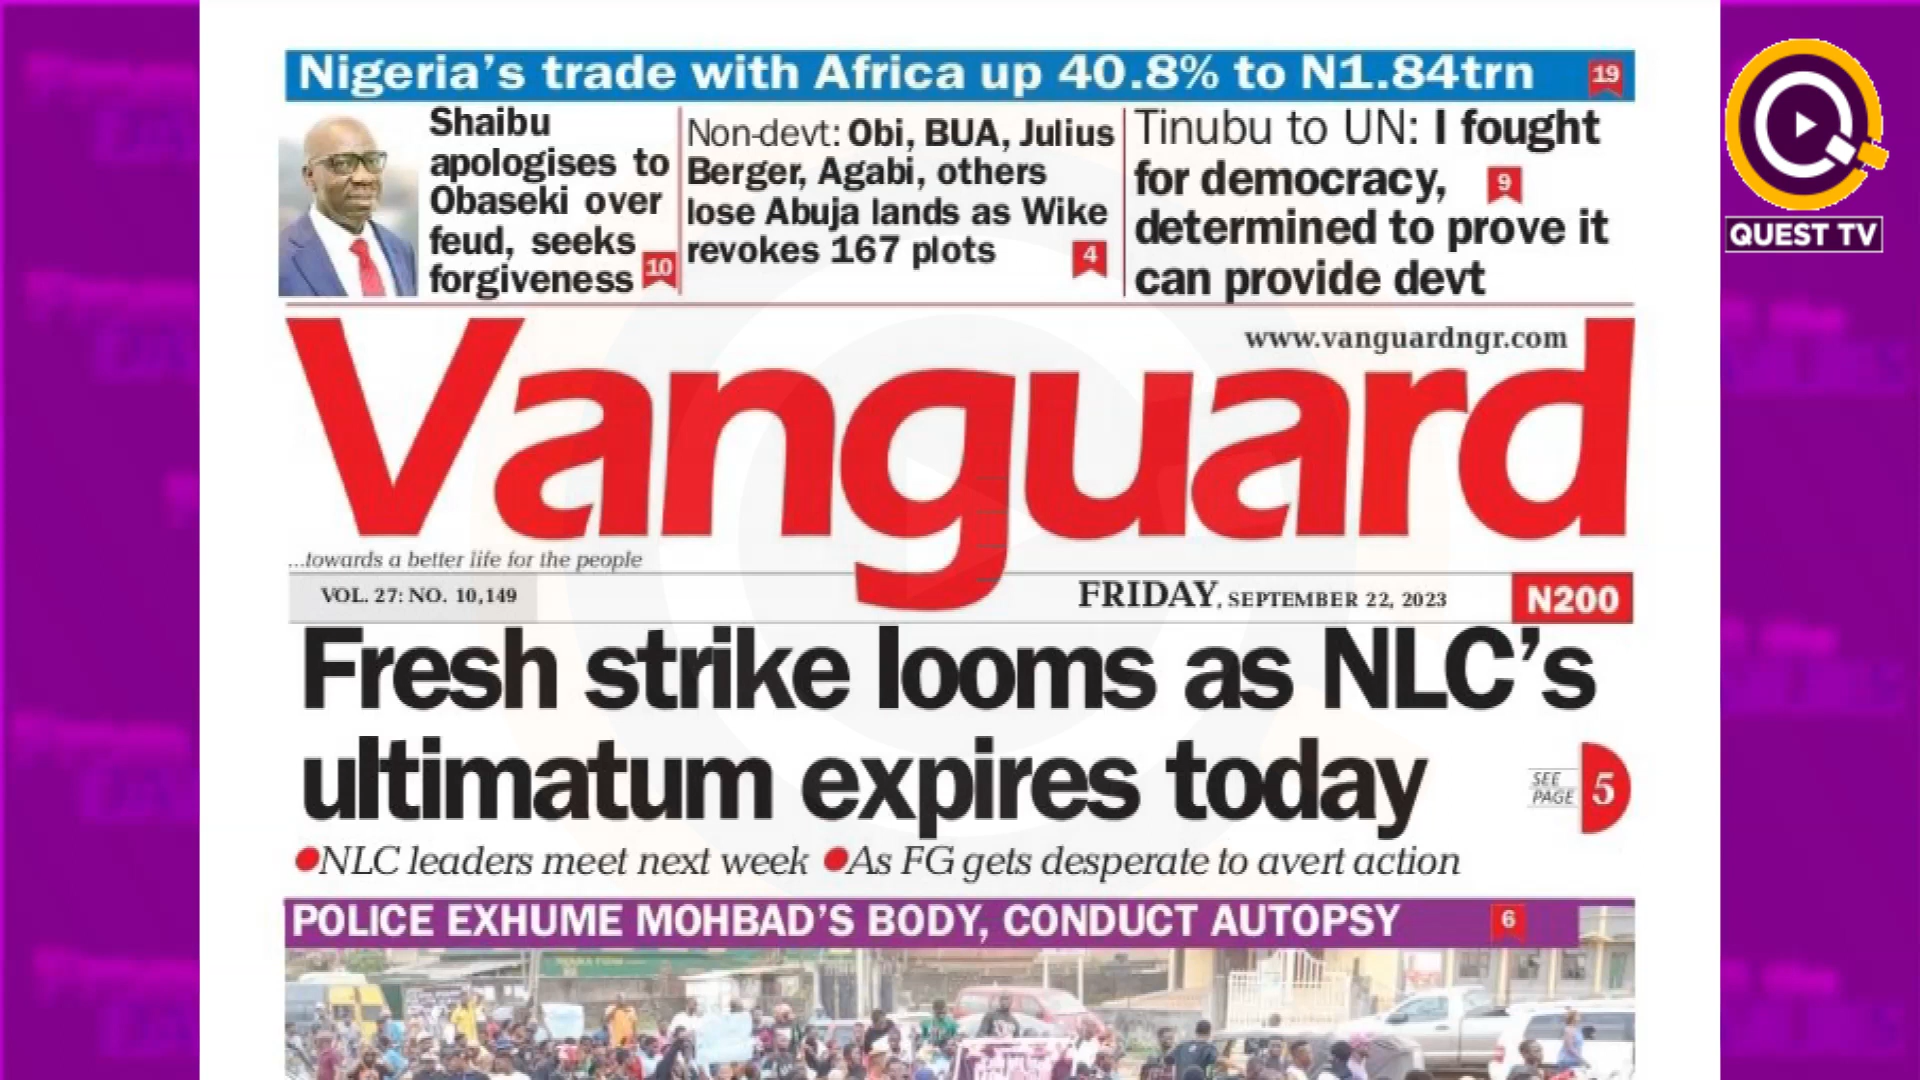 Nigeria's trade with Africa up 40.8% to N1.84trn 19
Shaibu
apologises to
Obaseki over
feud, seeks
forgiveness 10
Non-devt: Obi, BUA, Julius
Berger, Agabi, others
lose Abuja lands as Wike
revokes 167 plots 4
Tinubu to UN: I fought
for democracy, 9
determined to prove it
can provide devt
QUEST TV
www.vanguardngr.com
Vanguard
...towards a better life for the people
VOL. 27: NO. 10,149
FRIDAY, SEPTEMBER 22, 2023
N200
Fresh strike looms as NLC's
ultimatum expires today
SEE
PAGE 5
NLC leaders meet next week As FG gets desperate to avert action
POLICE EXHUME MOHBAD'S BODY, CONDUCT AUTOPSY 6